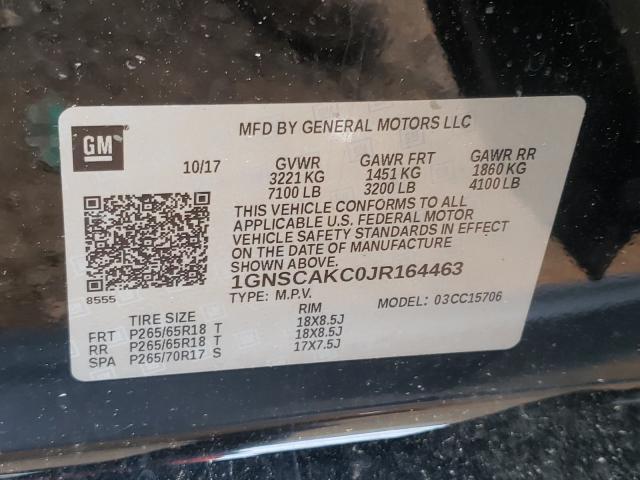 GM
MFD BY GENERAL MOTORS LLC
10/17
GVWR
3221 KG
7100 LB
GAWR FRT
1451 KG
3200 LB
GAWR RR
1860 KG
4100 LB
THIS VEHICLE CONFORMS TO ALL
APPLICABLE U.S. FEDERAL MOTOR
VEHICLE SAFETY STANDARDS IN EFFECT
ON THE DATE OF MANUFACTURE
SHOWN ABOVE.
1GNSCAKC0JR164463
TYPE: M.P.V.
MODEL: 03CC15706
8555
TIRE SIZE RIM
FRT P265/65R18 T 18X8.5J
RR P265/65R18 T 18X8.5J
SPA P265/70R17 S 17X7.5J